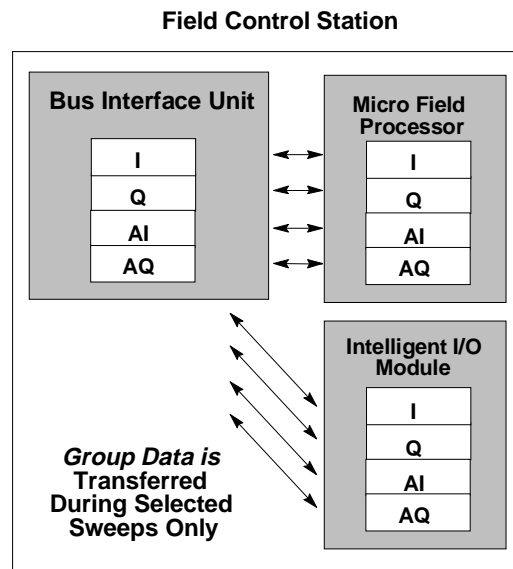 Field Control Station
Bus Interface Unit
I
Q
AI
AQ
Micro Field
Processor
I
Q
AI
AQ
Intelligent I/O
Module
I
Q
AI
AQ
Group Data is
Transferred
During Selected
Sweeps Only